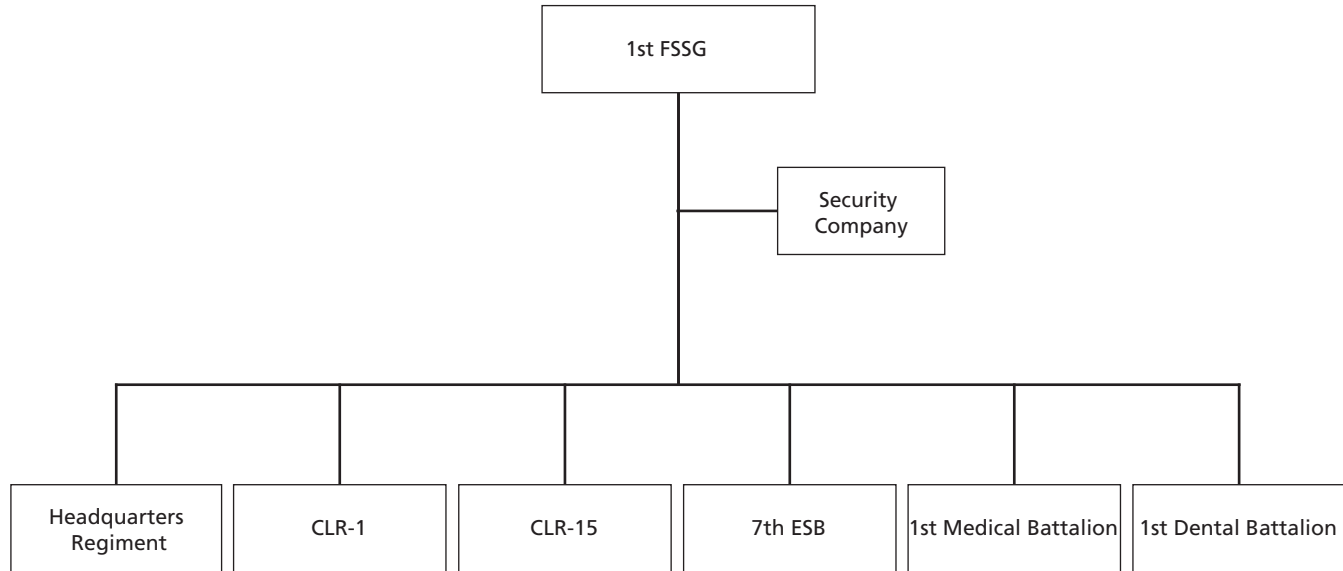 1st FSSG
Security
Company
Headquarters
Regiment
CLR-1
CLR-15
7th ESB
1st Medical Battalion
1st Dental Battalion